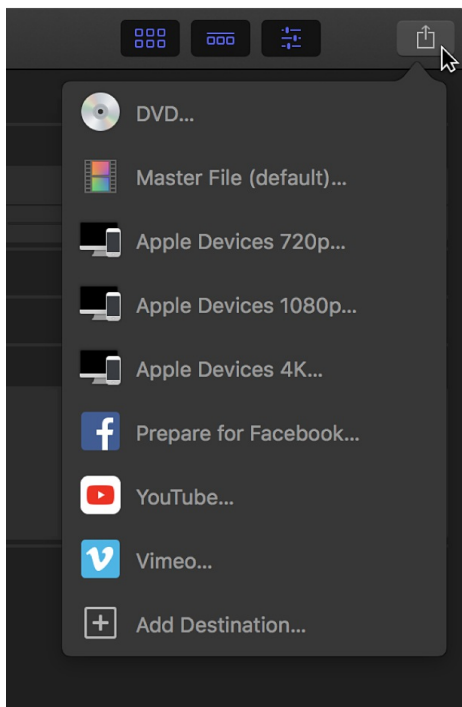 DVD...
Master File (default)...
Apple Devices 720p...
Apple Devices 1080p...
Apple Devices 4K...
Prepare for Facebook...
YouTube...
Vimeo...
Add Destination...